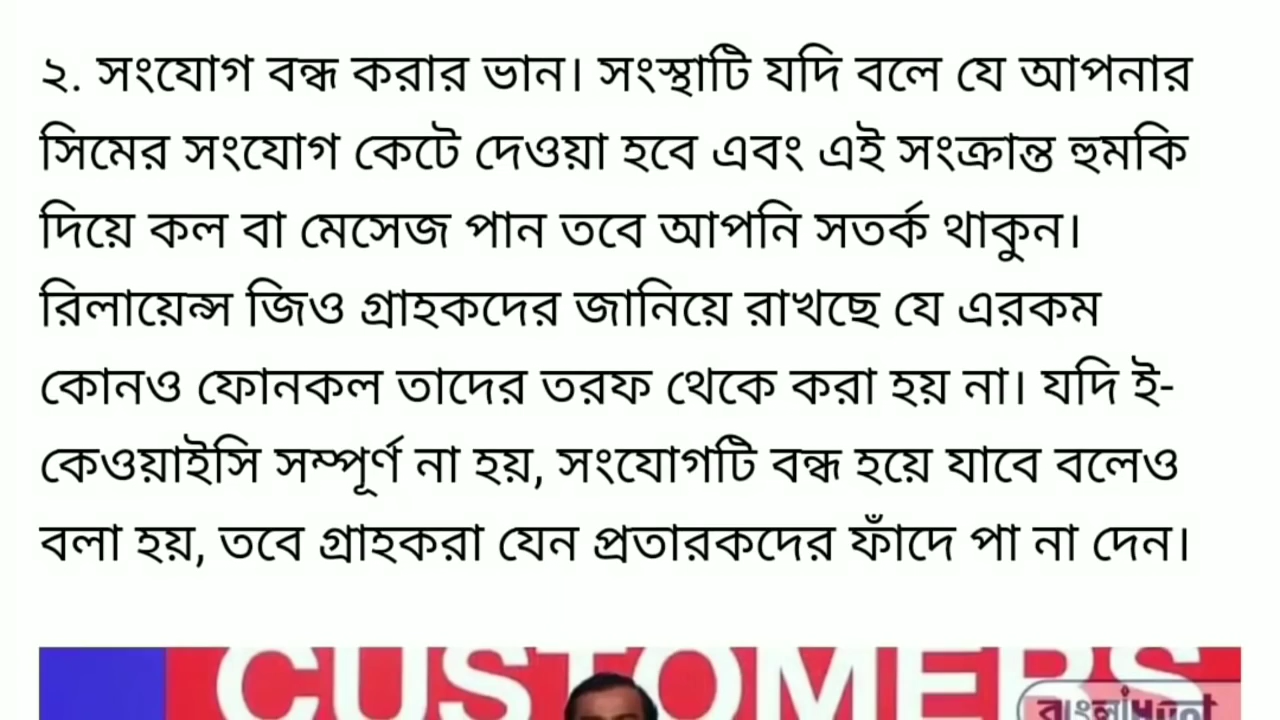 ২. সংযোগ বন্ধ করার ভান। সংস্থাটি যদি বলে যে আপনার
সিমের সংযোগ কেটে দেওয়া হবে এবং এই সংক্রান্ত হুমকি
দিয়ে কল বা মেসেজ পান তবে আপনি সতর্ক থাকুন।
রিলায়েন্স জিও গ্রাহকদের জানিয়ে রাখছে যে এরকম
কোনও ফোনকল তাদের তরফ থেকে করা হয় না। যদি ই-
কেওয়াইসি সম্পূর্ণ না হয়, সংযোগটি বন্ধ হয়ে যাবে বলেও
বলা হয়, তবে গ্রাহকরা যেন প্রতারকদের ফাঁদে পা না দেন।
CUSTOMERS